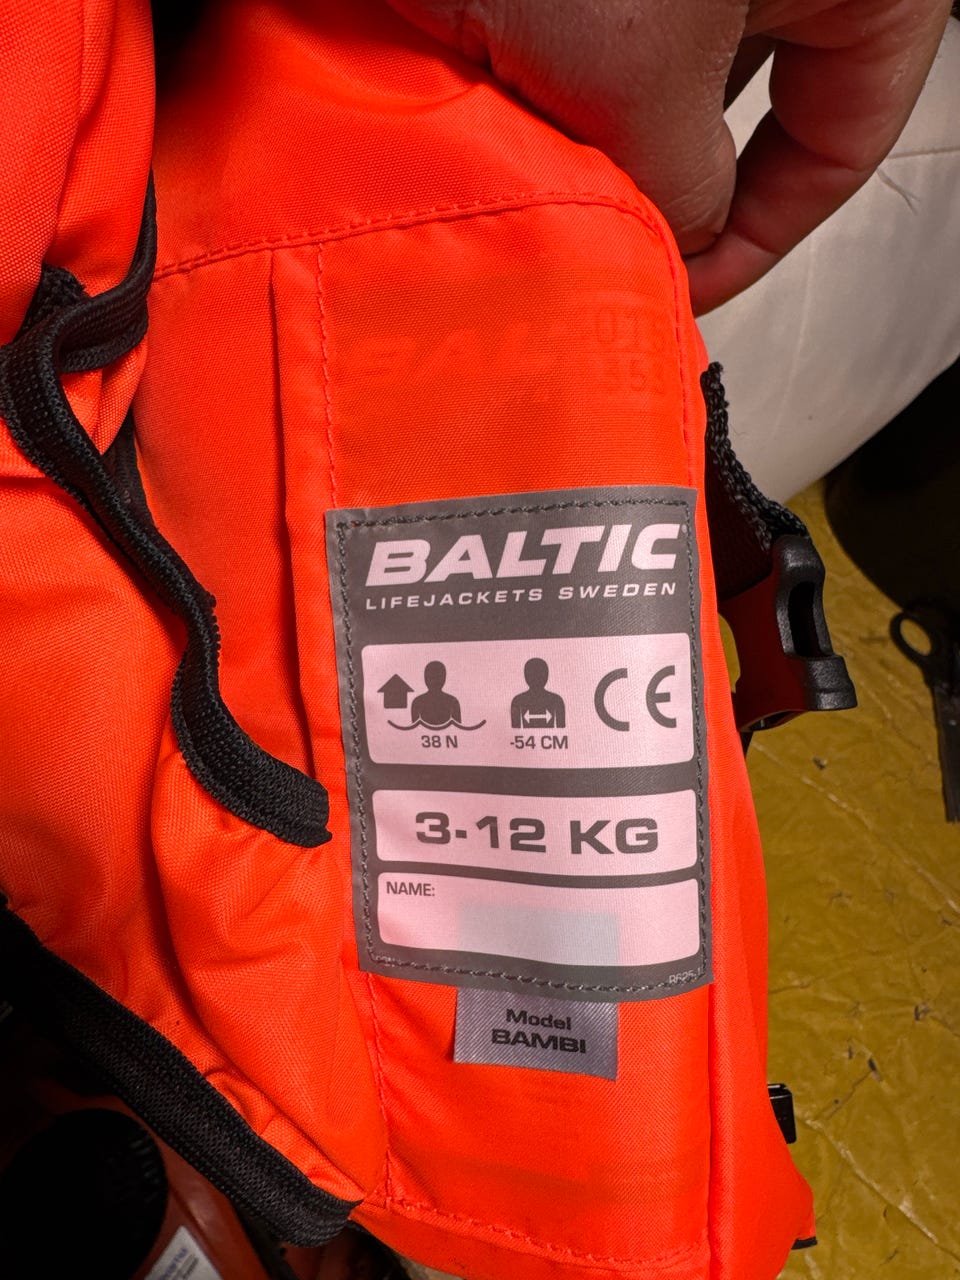 BALTIC
LIFEJACKETS SWEDEN
38 N
-54 CM
CE
3-12 KG
NAME:
Model
BAMBI